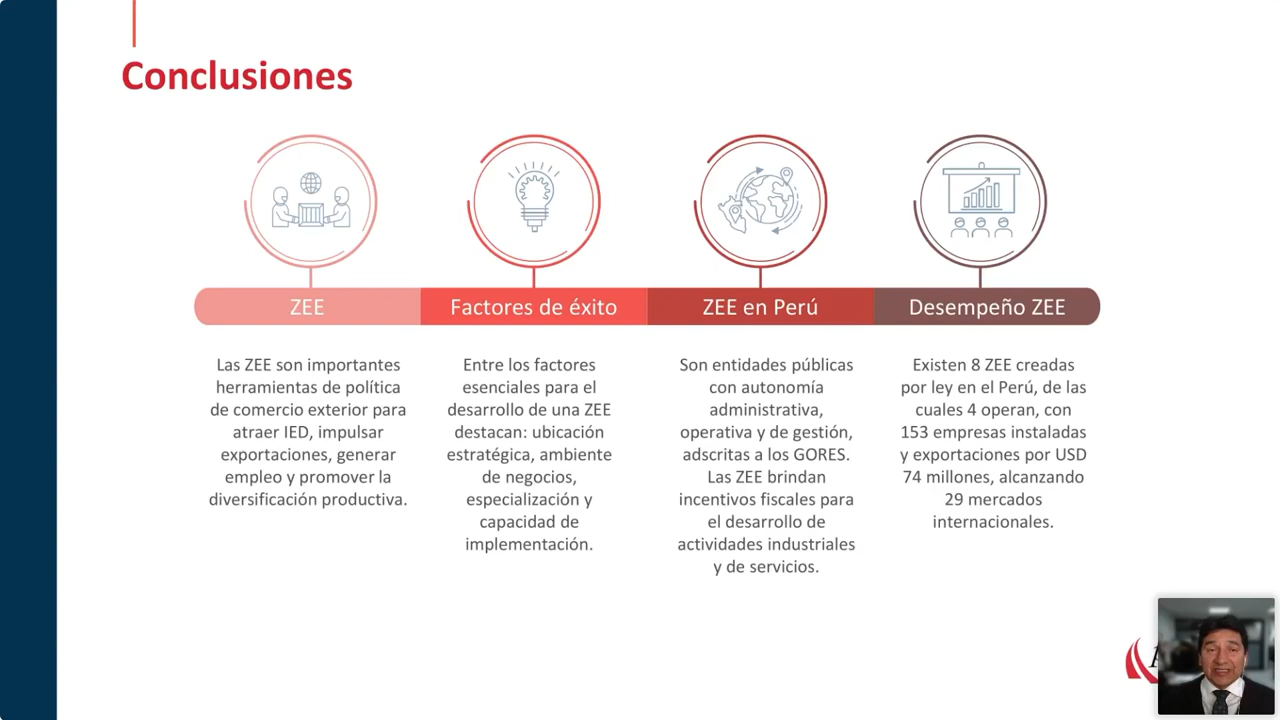 Conclusiones
ZEE
Factores de éxito
ZEE en Perú
Desempeño ZEE
Las ZEE son importantes
herramientas de política
de comercio exterior para
atraer IED, impulsar
exportaciones, generar
empleo y promover la
diversificación productiva.
Entre los factores
esenciales para el
desarrollo de una ZEE
destacan: ubicación
estratégica, ambiente
de negocios,
especialización y
capacidad de
implementación.
Son entidades públicas
con autonomía
administrativa,
operativa y de gestión,
adscritas a los GORES.
Las ZEE brindan
incentivos fiscales para
el desarrollo de
actividades industriales
y de servicios.
Existen 8 ZEE creadas
por ley en el Perú, de las
cuales 4 operan, con
153 empresas instaladas
y exportaciones por USD
74 millones, alcanzando
29 mercados
internacionales.